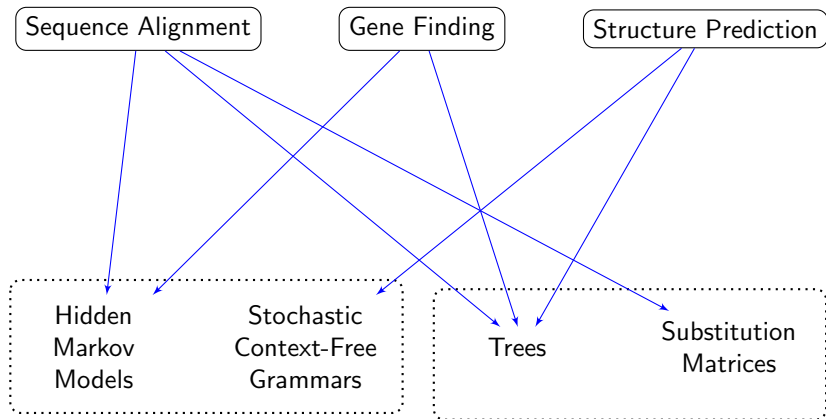 Sequence Alignment
Gene Finding
Structure Prediction
Hidden
Markov
Models
Stochastic
Context-Free
Grammars
Trees
Substitution
Matrices